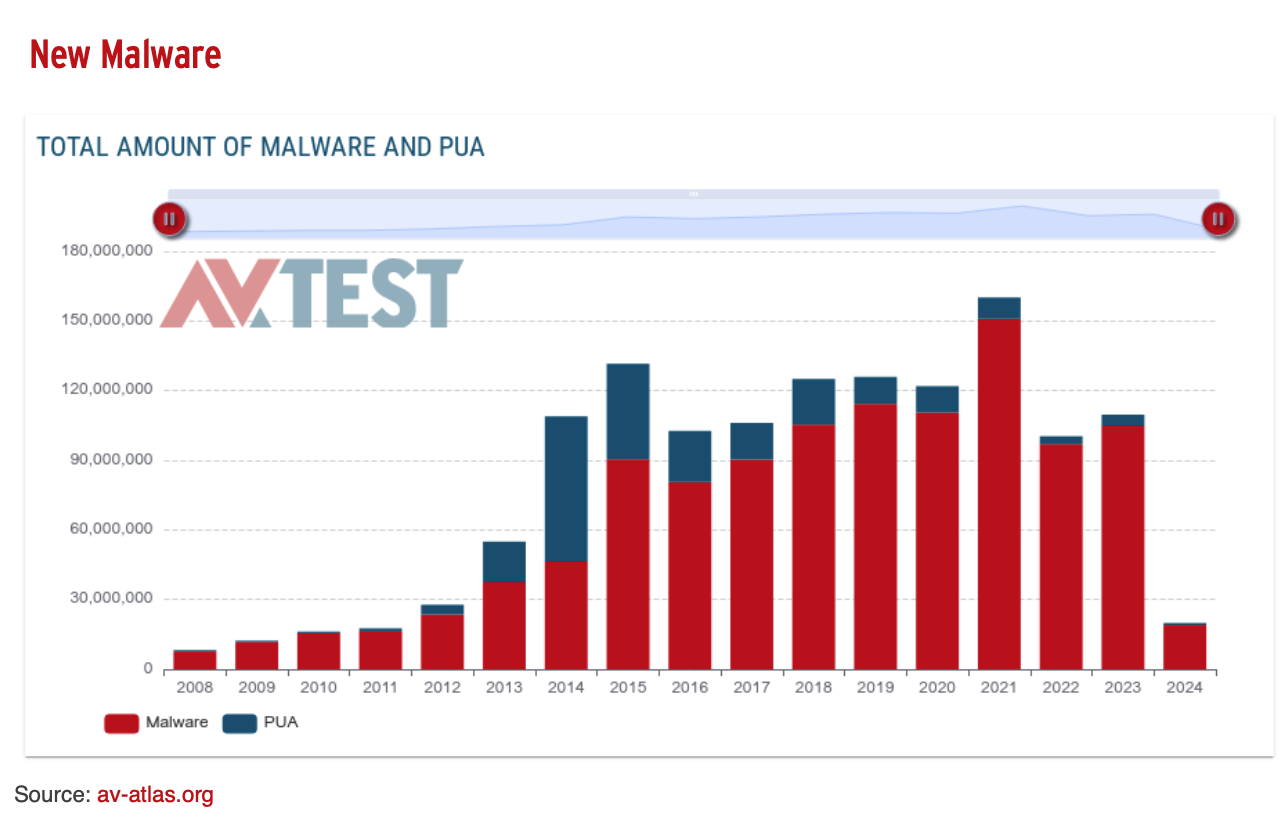 New Malware
TOTAL AMOUNT OF MALWARE AND PUA
180,000,000
AVTEST
150,000,000
120,000,000
90,000,000
60,000,000
30,000,000
0
2008 2009 2010 2011 2012 2013 2014 2015 2016 2017 2018 2019 2020 2021 2022 2023 2024
Malware PUA
Source: av-atlas.org